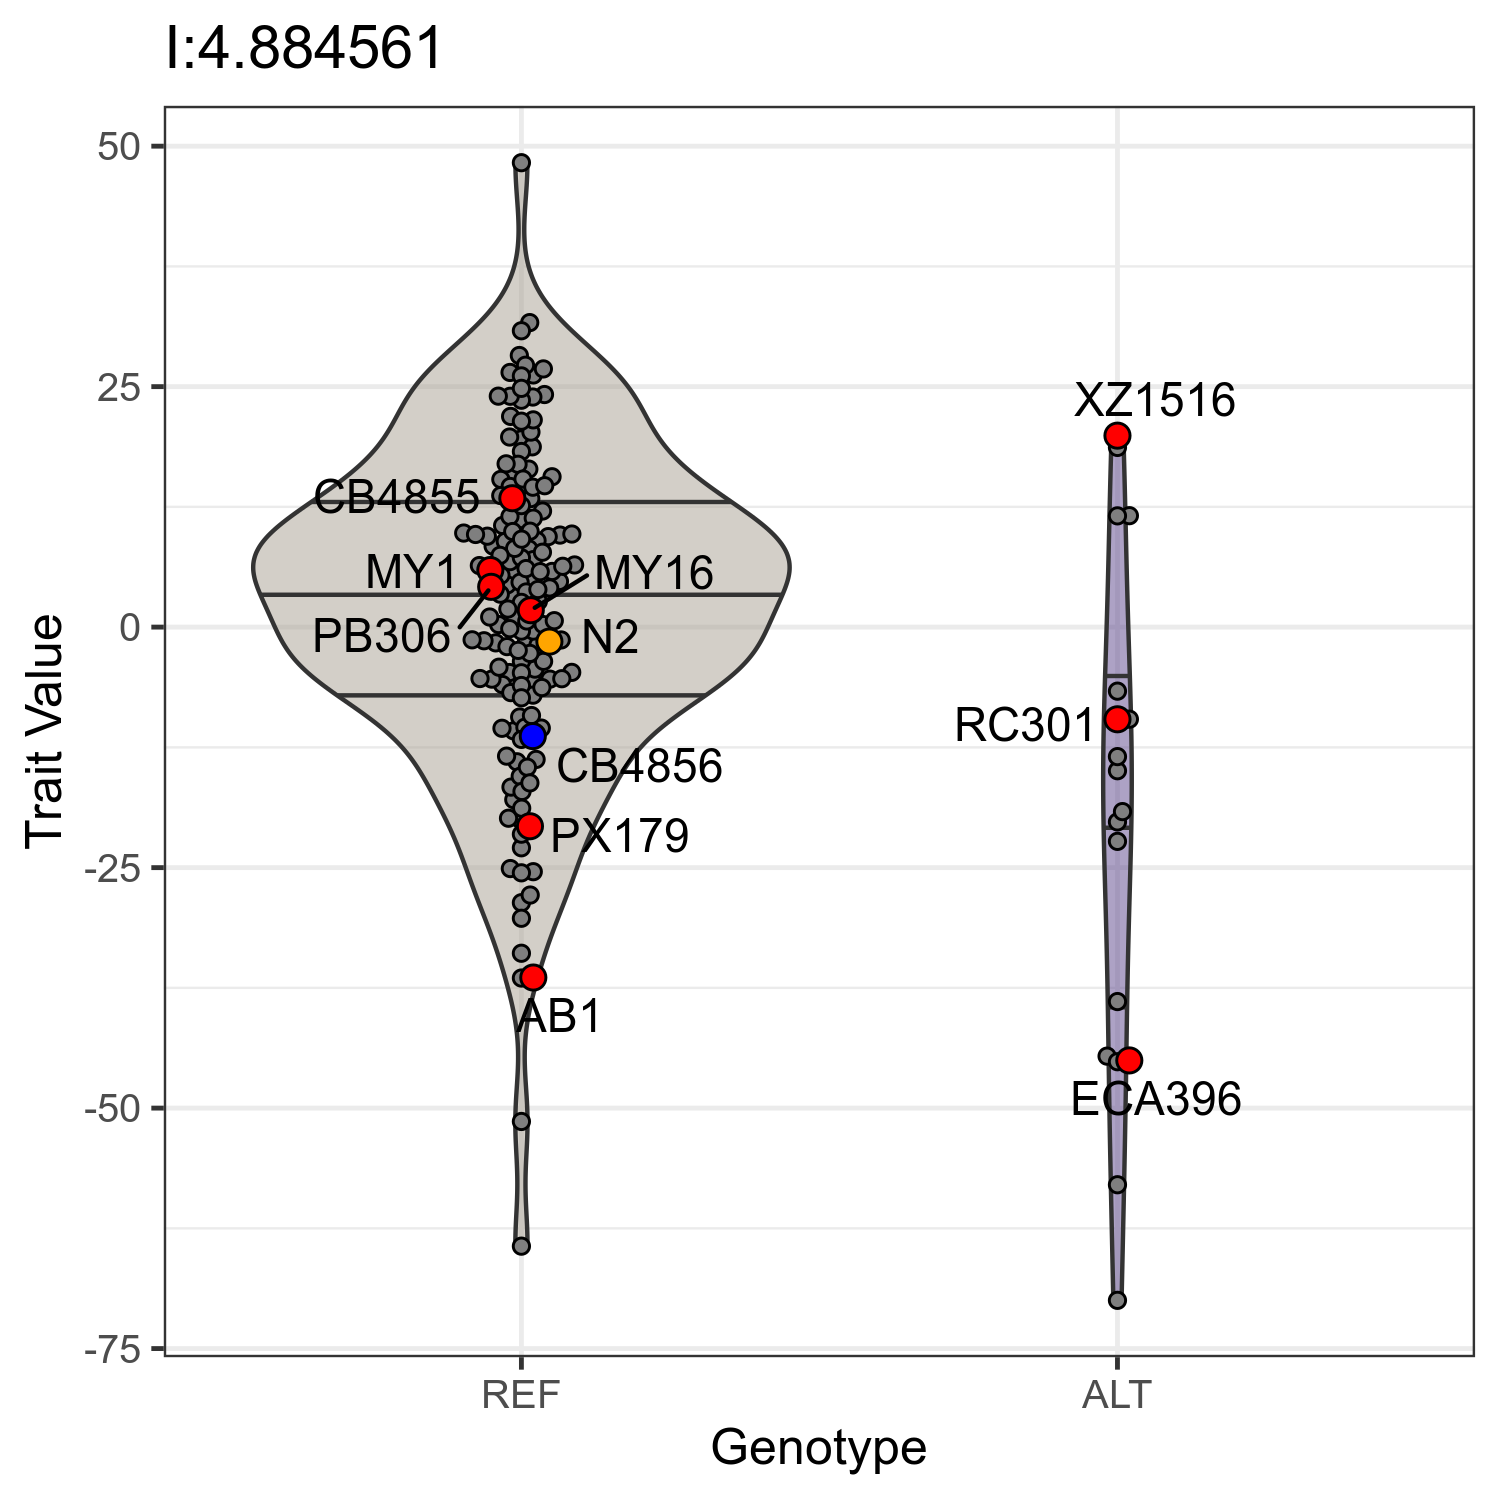 I:4.884561
50
25
0
-25
-50
-75
Trait Value
XZ1516
CB4855
MY1
MY16
PB306
N2
RC301
CB4856
PX179
AB1
ECA396
REF
ALT
Genotype